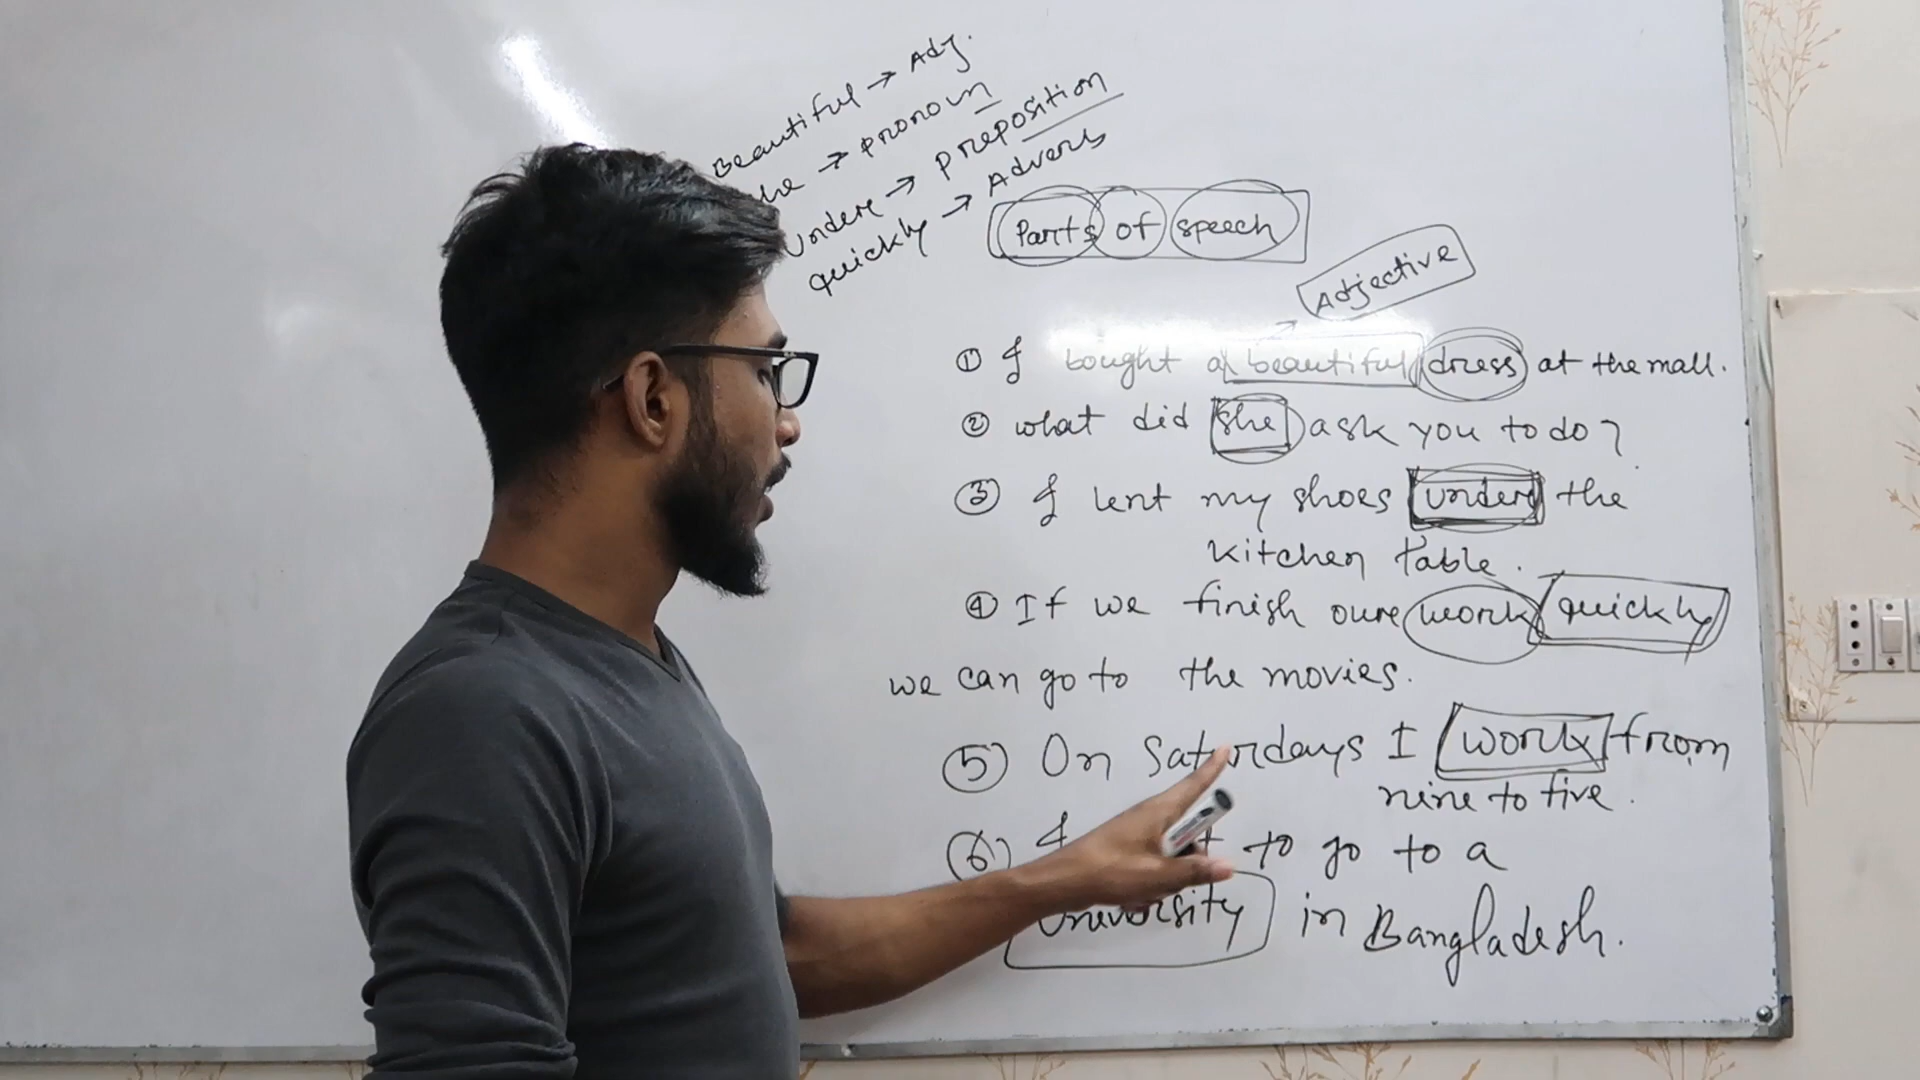 Beautiful → Adj.
he → pronoun
Under → preposition
quickly → Adverb
Parts of speech
Adjective
① I bought a beautiful dress at the mall.
② what did she ask you to do?
③ I lent my shoes under the
kitchen table.
④ If we finish our work quickly
we can go to the movies.
⑤ On Saturdays I work from
nine to five.
⑥ I to go to a
University in Bangladesh.